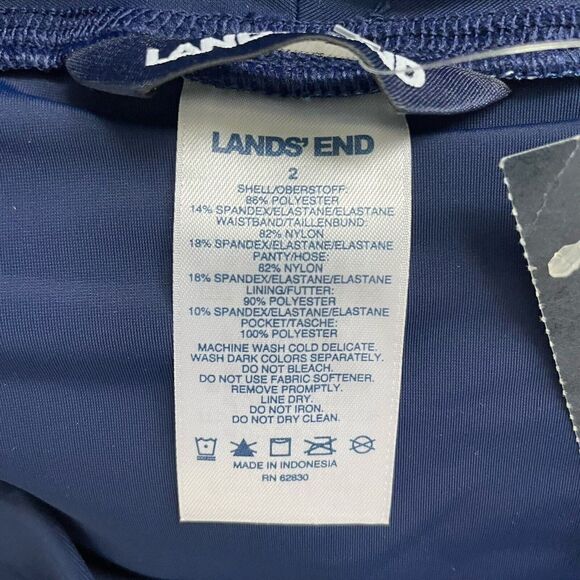 LANDS' END
LANDS' END
2
SHELL/OBERSTOFF:
86% POLYESTER
14% SPANDEX/ELASTANE/ELASTANE
WAISTBAND/TAILLENBUND:
82% NYLON
18% SPANDEX/ELASTANE/ELASTANE
PANTY/HOSE:
82% NYLON
18% SPANDEX/ELASTANE/ELASTANE
LINING/FUTTER:
90% POLYESTER
10% SPANDEX/ELASTANE/ELASTANE
POCKET/TASCHE:
100% POLYESTER
MACHINE WASH COLD DELICATE.
WASH DARK COLORS SEPARATELY.
DO NOT BLEACH.
DO NOT USE FABRIC SOFTENER.
REMOVE PROMPTLY.
LINE DRY.
DO NOT IRON.
DO NOT DRY CLEAN.
MADE IN INDONESIA
RN 62830